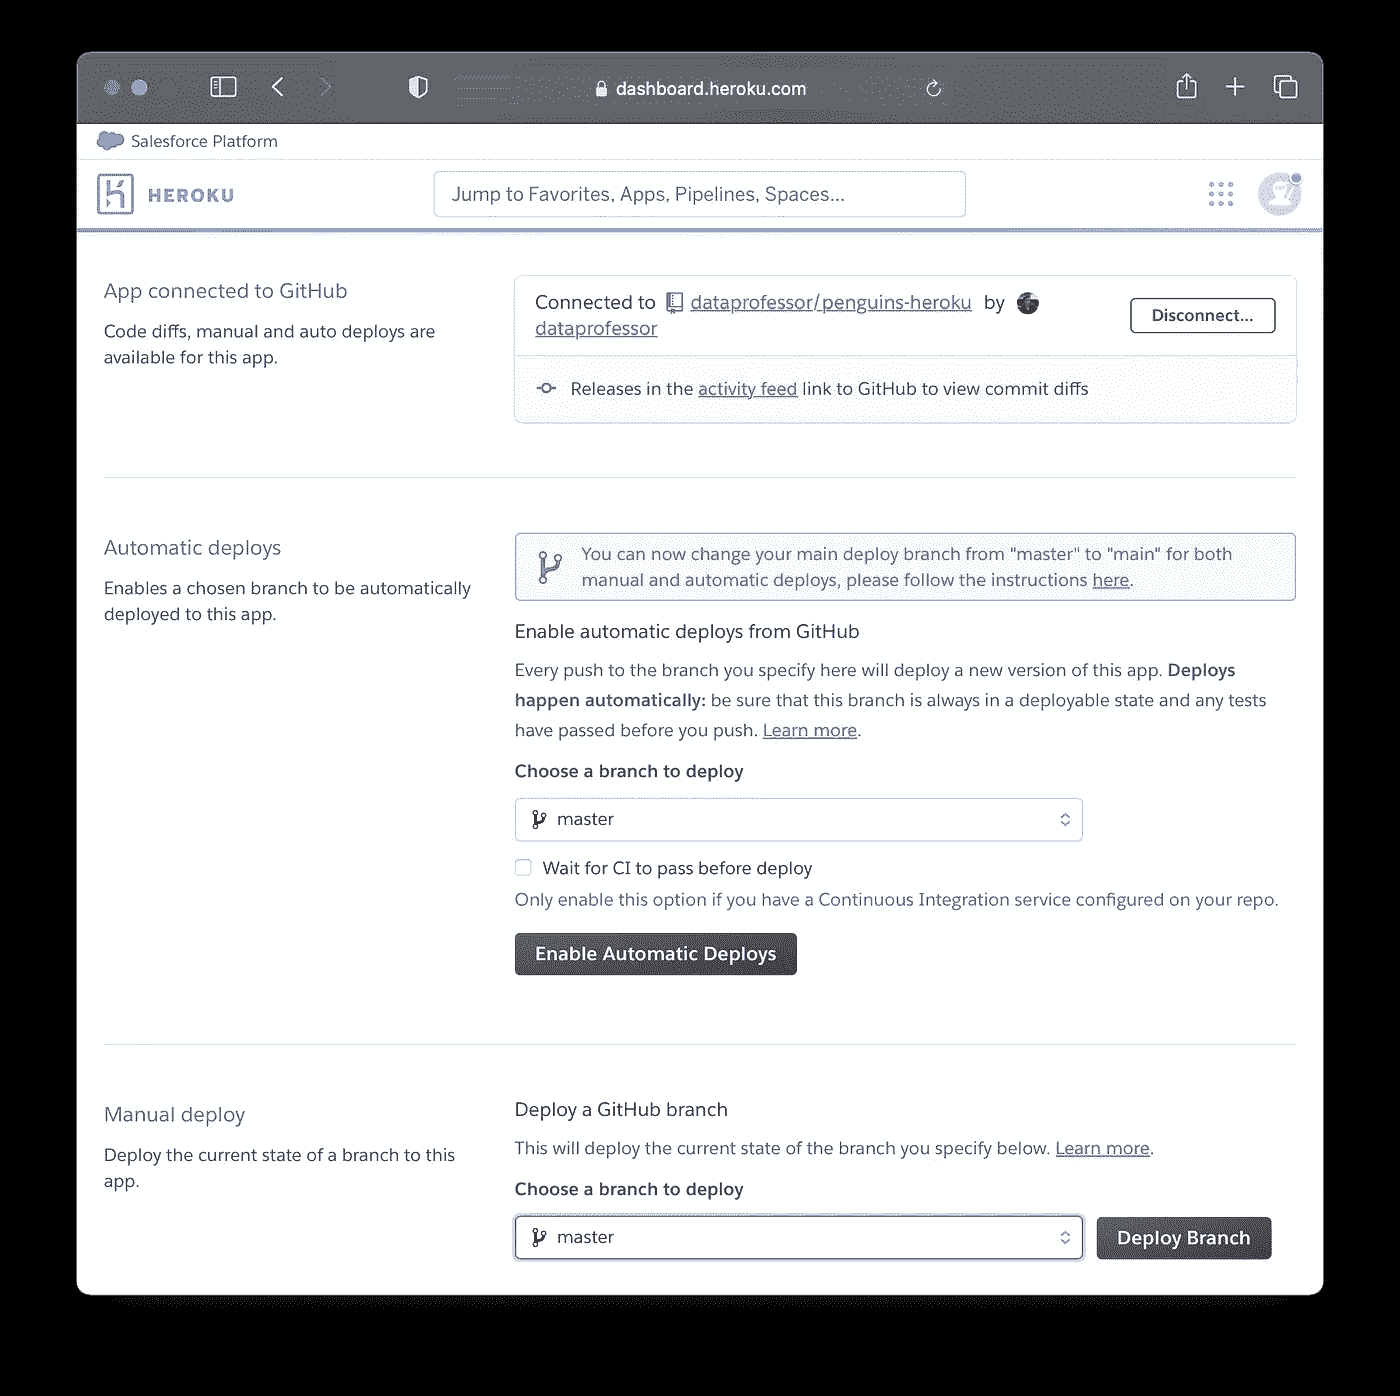 dashboard.heroku.com
Salesforce Platform
HEROKU
Jump to Favorites, Apps, Pipelines, Spaces...
App connected to GitHub
Code diffs, manual and auto deploys are
available for this app.
Connected to dataprofessor/penguins-heroku by
dataprofessor
Disconnect...
Releases in the activity feed link to GitHub to view commit diffs
Automatic deploys
Enables a chosen branch to be automatically
deployed to this app.
You can now change your main deploy branch from "master" to "main" for both
manual and automatic deploys, please follow the instructions here.
Enable automatic deploys from GitHub
Every push to the branch you specify here will deploy a new version of this app. Deploys
happen automatically: be sure that this branch is always in a deployable state and any tests
have passed before you push. Learn more.
Choose a branch to deploy
master
Wait for CI to pass before deploy
Only enable this option if you have a Continuous Integration service configured on your repo.
Enable Automatic Deploys
Manual deploy
Deploy the current state of a branch to this
app.
Deploy a GitHub branch
This will deploy the current state of the branch you specify below. Learn more.
Choose a branch to deploy
master
Deploy Branch